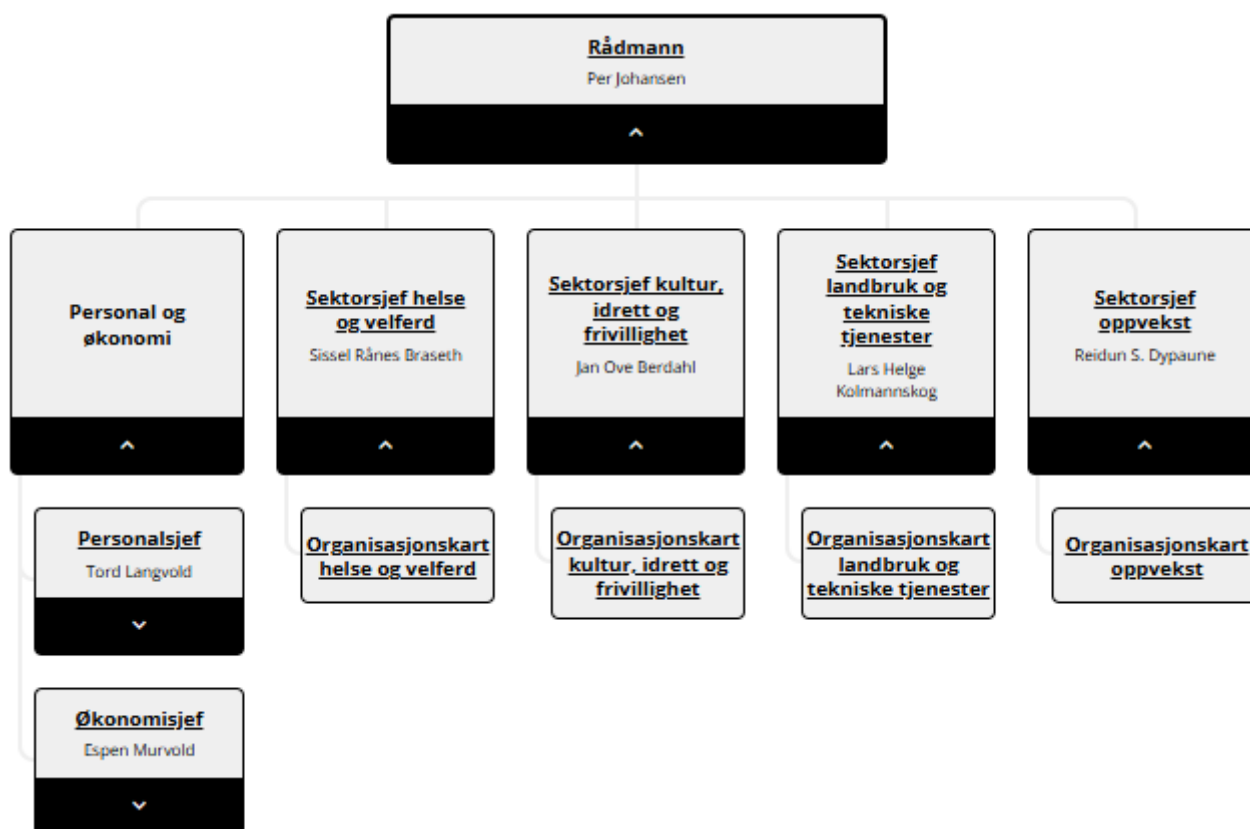 Rådmann
Per Johansen
Personal og
økonomi
Sektorsjef helse
og velferd
Sissel Rånes Braseth
Sektorsjef kultur,
idrett og
frivillighet
Jan Ove Berdahl
Sektorsjef
landbruk og
tekniske
tjenester
Lars Helge
Kolmannskog
Sektorsjef
oppvekst
Reidun S. Dypaune
Personalsjef
Tord Langvold
Organisasjonskart
helse og velferd
Organisasjonskart
kultur, idrett og
frivillighet
Organisasjonskart
landbruk og
tekniske tjenester
Organisasjonskart
oppvekst
Økonomisjef
Espen Murvold